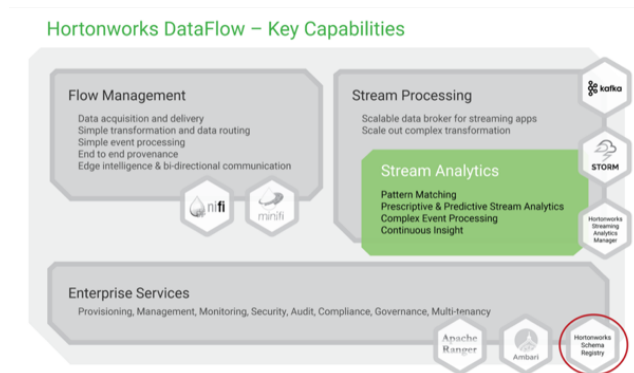 Hortonworks DataFlow – Key Capabilities
Flow Management
Data acquisition and delivery
Simple transformation and data routing
Simple event processing
End to end provenance
Edge intelligence & bi-directional communication
nifi
minifi
Stream Processing
Scalable data broker for streaming apps
Scale out complex transformation
kafka
STORM
Stream Analytics
Pattern Matching
Prescriptive & Predictive Stream Analytics
Complex Event Processing
Continuous Insight
Hortonworks
Streaming
Analytics
Manager
Enterprise Services
Provisioning, Management, Monitoring, Security, Audit, Compliance, Governance, Multi-tenancy
Apache
Ranger
Ambari
Hortonworks
Schema
Registry